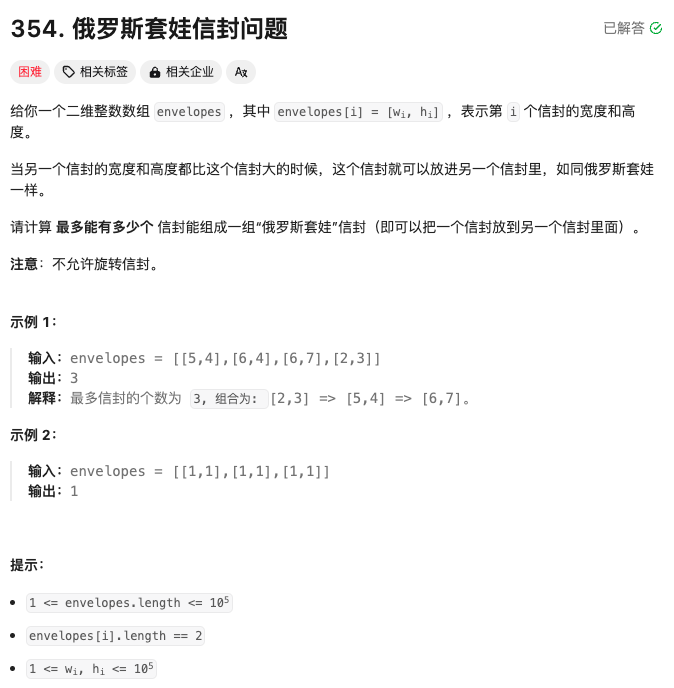 354. 俄罗斯套娃信封问题
已解答
困难 相关标签 相关企业 Aあ
给你一个二维整数数组 envelopes ，其中 envelopes[i] = [wi, hi] ，表示第 i 个信封的宽度和高
度。
当另一个信封的宽度和高度都比这个信封大的时候，这个信封就可以放进另一个信封里，如同俄罗斯套娃
一样。
请计算 最多能有多少个 信封能组成一组“俄罗斯套娃”信封（即可以把一个信封放到另一个信封里面）。
注意：不允许旋转信封。
示例 1：
输入：envelopes = [[5,4],[6,4],[6,7],[2,3]]
输出：3
解释：最多信封的个数为 3, 组合为: [2,3] => [5,4] => [6,7]。
示例 2：
输入：envelopes = [[1,1],[1,1],[1,1]]
输出：1
提示：
1 <= envelopes.length <= 10⁵
envelopes[i].length == 2
1 <= wi, hi <= 10⁵